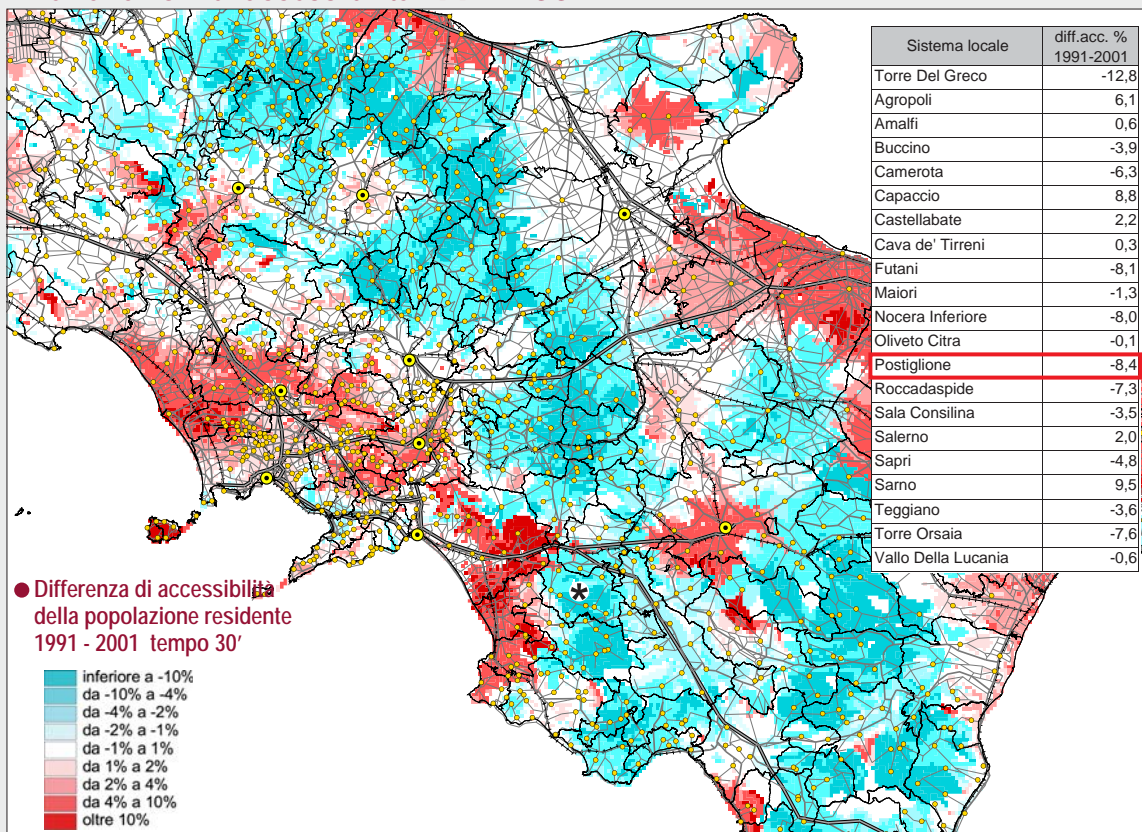 Sistema locale diff.acc. % 1991-2001
Torre Del Greco -12,8
Agropoli 6,1
Amalfi 0,6
Buccino -3,9
Camerota -6,3
Capaccio 8,8
Castellabate 2,2
Cava de' Tirreni 0,3
Futani -8,1
Maiori -1,3
Nocera Inferiore -8,0
Oliveto Citra -0,1
Postiglione -8,4
Roccadaspide -7,3
Sala Consilina -3,5
Salerno 2,0
Sapri -4,8
Sarno 9,5
Teggiano -3,6
Torre Orsaia -7,6
Vallo Della Lucania -0,6
*
● Differenza di accessibilità
della popolazione residente
1991 - 2001 tempo 30'
inferiore a -10%
da -10% a -4%
da -4% a -2%
da -2% a -1%
da -1% a 1%
da 1% a 2%
da 2% a 4%
da 4% a 10%
oltre 10%